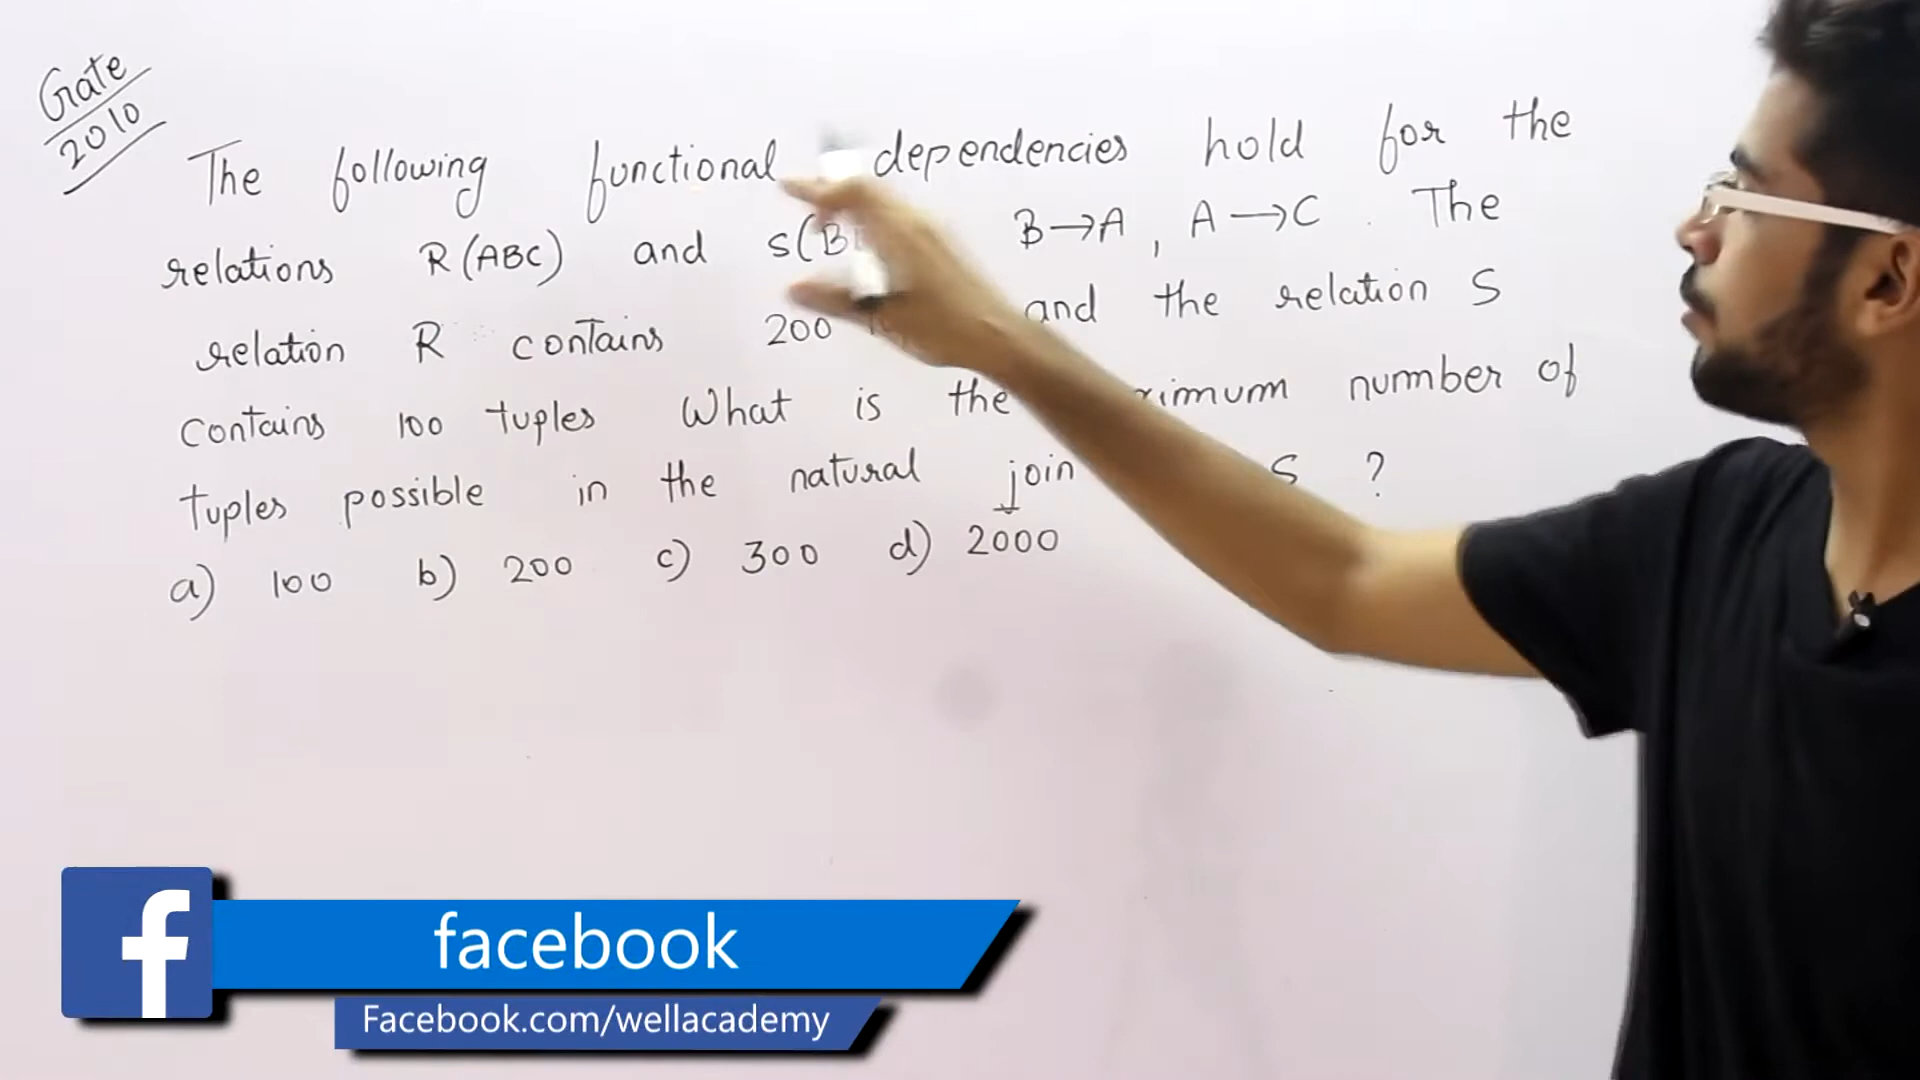 Gate
2010
The following functional dependencies hold for the
relations R(ABC) and S(B B→A , A→C . The
relation R contains 200 and the relation S
contains 100 tuples What is the number of
tuples possible in the natural join S ?
a) 100 b) 200 c) 300 d) 2000
facebook
Facebook.com/wellacademy